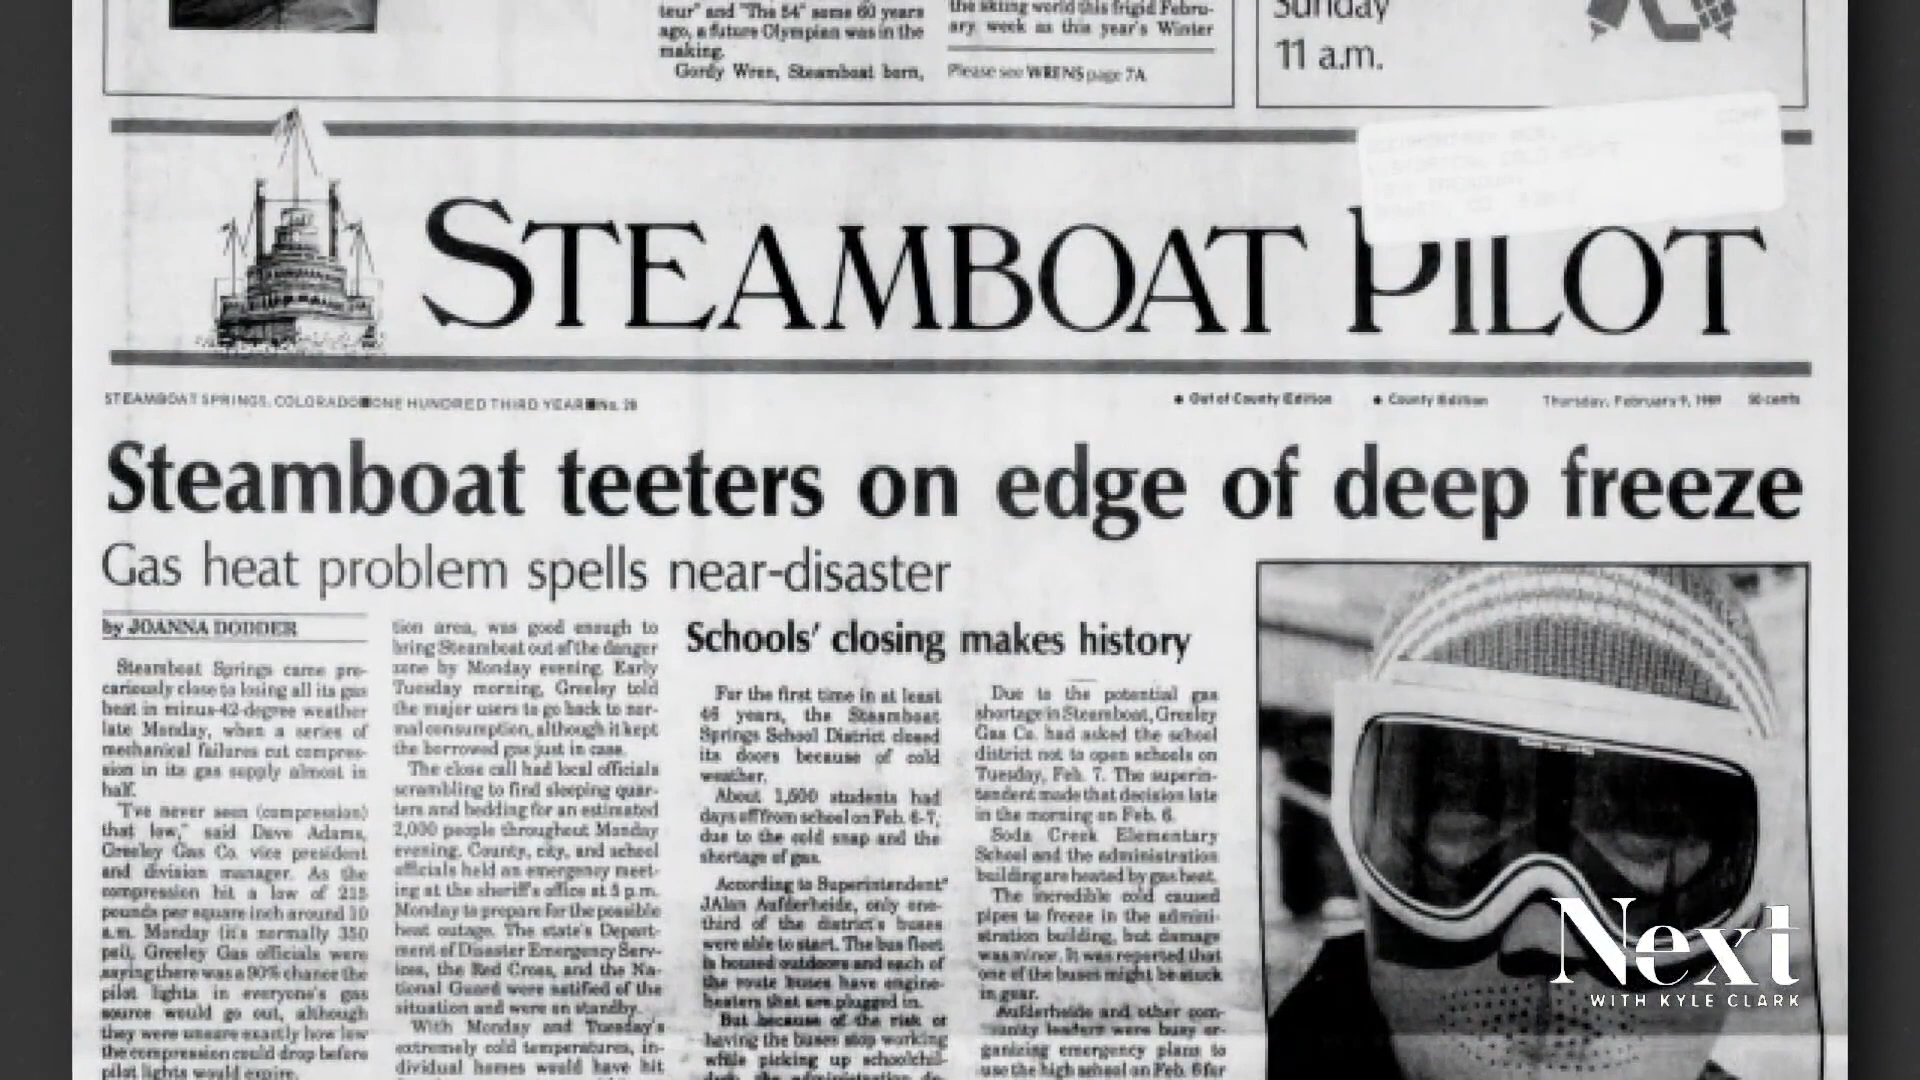 teur" and "The 54" some 60 years
ago, a future Olympian was in the
making.
Gordy Wren, Steamboat born,
the skiing world this frigid Febru-
ary week as this year's Winter
Please see WRENS page 7A
Sunday
11 a.m.
STEAMBOAT PILOT
STEAMBOAT SPRINGS, COLORADO■ONE HUNDRED THIRD YEAR■No. 28
• Out of County Edition • County Edition Thursday, February 9, 1989 50 cents
Steamboat teeters on edge of deep freeze
Gas heat problem spells near-disaster
by JOANNA DODDER
Steamboat Springs came pre-
cariously close to losing all its gas
heat in minus-42-degree weather
late Monday, when a series of
mechanical failures cut compres-
sion in its gas supply almost in
half.
"I've never seen (compression)
that low," said Dave Adams,
Greeley Gas Co. vice president
and division manager. As the
compression hit a low of 215
pounds per square inch around 10
a.m. Monday (it's normally 350
psi), Greeley Gas officials were
saying there was a 90% chance the
pilot lights in everyone's gas
source would go out, although
they were unsure exactly how low
the compression could drop before
pilot lights would expire.
tion area, was good enough to
bring Steamboat out of the danger
zone by Monday evening. Early
Tuesday morning, Greeley told
the major users to go back to nor-
mal consumption, although it kept
the borrowed gas just in case.
The close call had local officials
scrambling to find sleeping quar-
ters and bedding for an estimated
2,000 people throughout Monday
evening. County, city, and school
officials held an emergency meet-
ing at the sheriff's office at 5 p.m.
Monday to prepare for the possible
heat outage. The state's Depart-
ment of Disaster Emergency Serv-
ices, the Red Cross, and the Na-
tional Guard were notified of the
situation and were on standby.
With Monday and Tuesday's
extremely cold temperatures, in-
dividual homes would have hit
Schools' closing makes history
For the first time in at least
46 years, the Steamboat
Springs School District closed
its doors because of cold
weather.
About 1,600 students had
days off from school on Feb. 6-7,
due to the cold snap and the
shortage of gas.
According to Superintendent
JAlan Aufderheide, only one-
third of the district's buses
were able to start. The bus fleet
is housed outdoors and each of
the route buses have engine-
heaters that are plugged in.
But because of the risk of
having the buses stop working
while picking up schoolchil-
dren, the administration de-
Due to the potential gas
shortage in Steamboat, Greeley
Gas Co. had asked the school
district not to open schools on
Tuesday, Feb. 7. The superin-
tendent made that decision late
in the morning on Feb. 6.
Soda Creek Elementary
School and the administration
building are heated by gas heat.
The incredible cold caused
pipes to freeze in the admini-
stration building, but damage
was minor. It was reported that
one of the buses might be stuck
in gear.
Aufderheide and other com-
munity leaders were busy or-
ganizing emergency plans to
use the high school on Feb. 6 for
Next
WITH KYLE CLARK